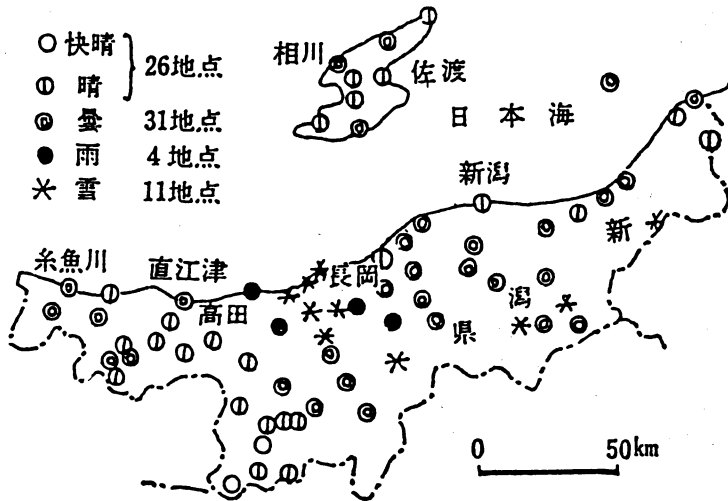 快晴
晴
26地点
曇 31地点
雨 4地点
雲 11地点
相川
佐渡
日本海
新潟
新潟県
糸魚川
直江津
高田
長岡
0 50km